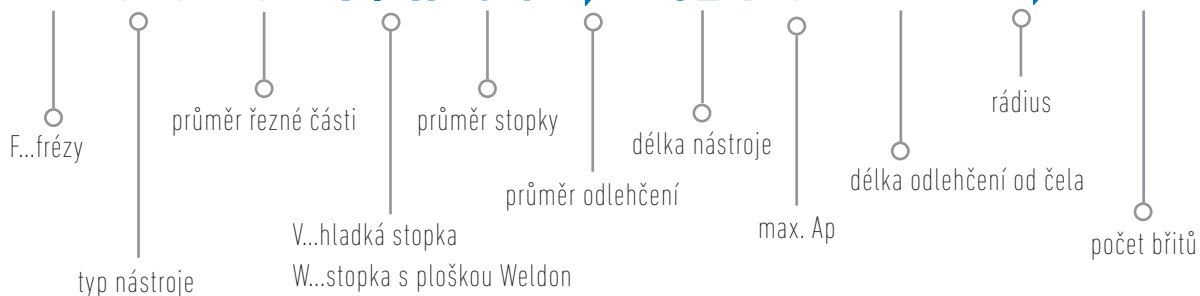 F...frézy
typ nástroje
průměr řezné části
V...hladká stopka
W...stopka s ploškou Weldon
průměr stopky
průměr odlehčení
délka nástroje
max. Ap
délka odlehčení od čela
rádius
počet břitů